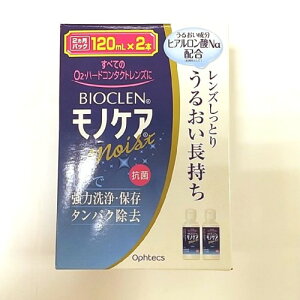 2ヵ月パック
120mL×2本
すべての
O2・ハードコンタクトレンズに
BIOCLEN®
モノケア®
moist
抗菌
で
強力洗浄・保存
タンパク除去
うるおい成分
ヒアルロン酸Na
配合
レンズしっとり
うるおい長持ち
Ophtecs